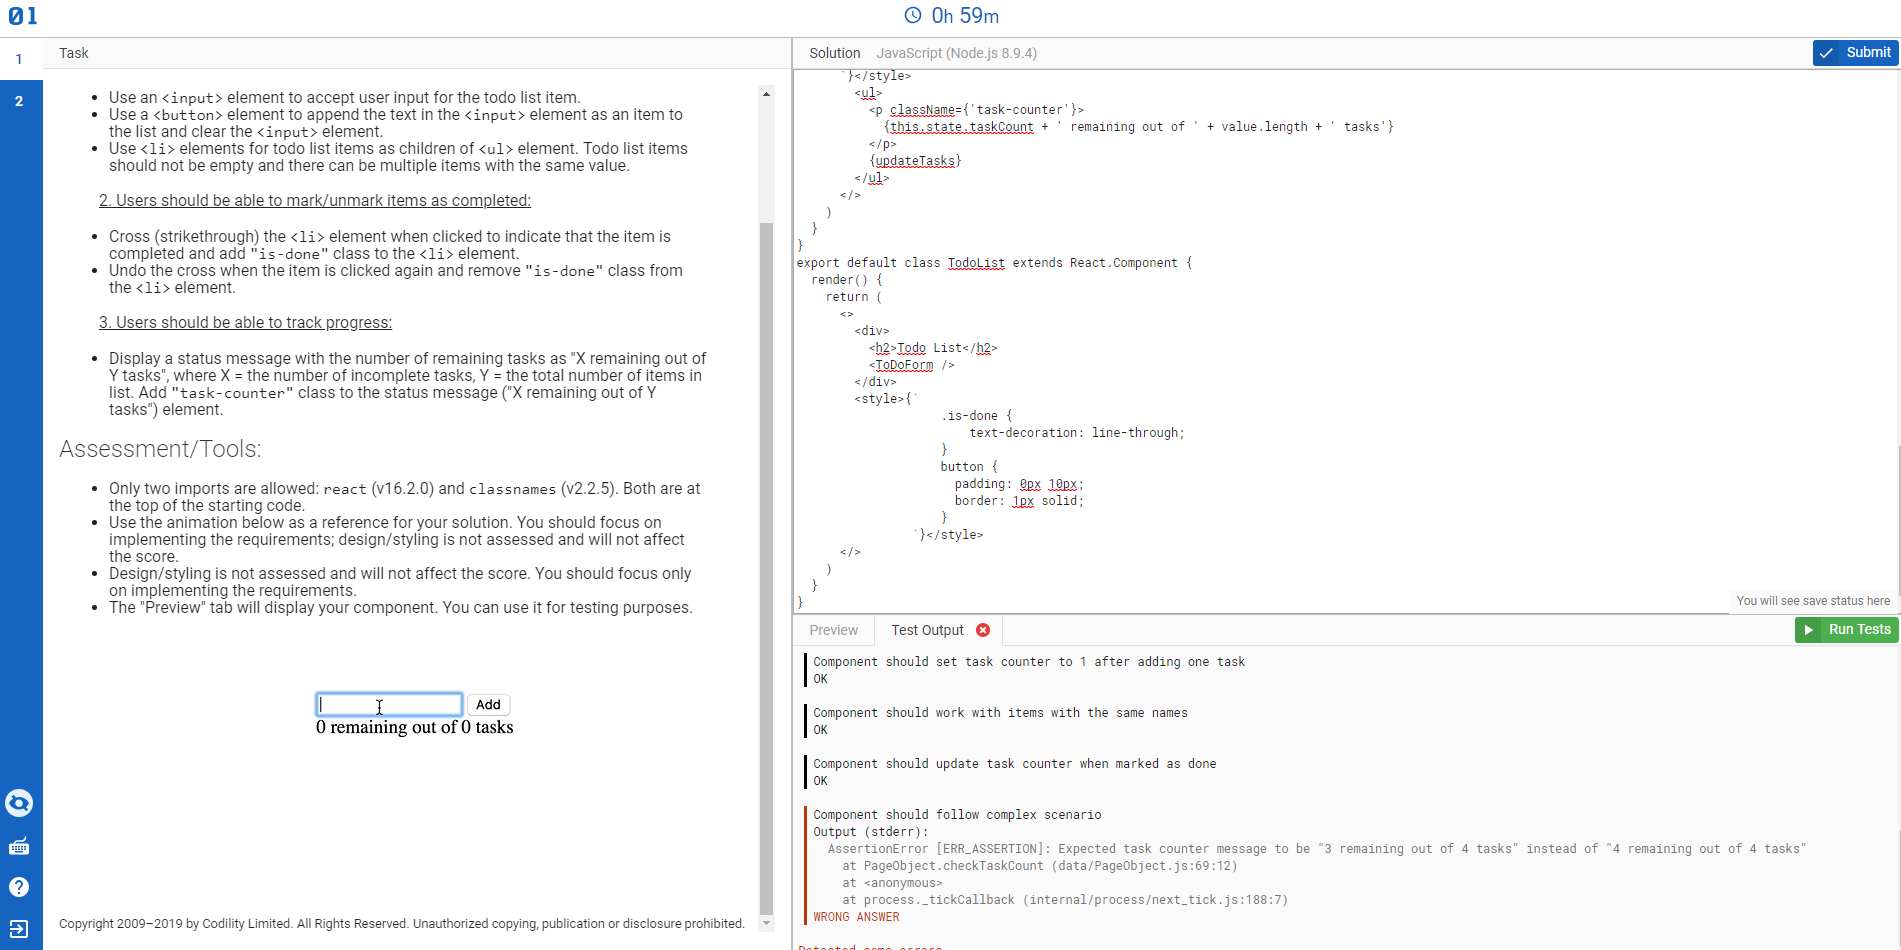 01
0h 59m
1
2
Task
Use an <input> element to accept user input for the todo list item.
Use a <button> element to append the text in the <input> element as an item to
the list and clear the <input> element.
Use <li> elements for todo list items as children of <ul> element. Todo list items
should not be empty and there can be multiple items with the same value.
2. Users should be able to mark/unmark items as completed:
Cross (strikethrough) the <li> element when clicked to indicate that the item is
completed and add "is-done" class to the <li> element.
Undo the cross when the item is clicked again and remove "is-done" class from
the <li> element.
3. Users should be able to track progress:
Display a status message with the number of remaining tasks as "X remaining out of
Y tasks", where X = the number of incomplete tasks, Y = the total number of items in
list. Add "task-counter" class to the status message ("X remaining out of Y
tasks") element.
Assessment/Tools:
Only two imports are allowed: react (v16.2.0) and classnames (v2.2.5). Both are at
the top of the starting code.
Use the animation below as a reference for your solution. You should focus on
implementing the requirements; design/styling is not assessed and will not affect
the score.
Design/styling is not assessed and will not affect the score. You should focus only
on implementing the requirements.
The "Preview" tab will display your component. You can use it for testing purposes.
Add
0 remaining out of 0 tasks
Copyright 2009–2019 by Codility Limited. All Rights Reserved. Unauthorized copying, publication or disclosure prohibited.
Solution JavaScript (Node.js 8.9.4)
Submit
`}</style>
<ul>
<p className={'task-counter'}>
{this.state.taskCount + ' remaining out of ' + value.length + ' tasks'}
</p>
{updateTasks}
</ul>
</>
)
}
}
export default class TodoList extends React.Component {
render() {
return (
<>
<div>
<h2>Todo List</h2>
<ToDoForm />
</div>
<style>{`
.is-done {
text-decoration: line-through;
}
button {
padding: 0px 10px;
border: 1px solid;
}
`}</style>
</>
)
}
}
You will see save status here
Preview
Test Output
Run Tests
Component should set task counter to 1 after adding one task
OK
Component should work with items with the same names
OK
Component should update task counter when marked as done
OK
Component should follow complex scenario
Output (stderr):
AssertionError [ERR_ASSERTION]: Expected task counter message to be "3 remaining out of 4 tasks" instead of "4 remaining out of 4 tasks"
at PageObject.checkTaskCount (data/PageObject.js:69:12)
at <anonymous>
at process._tickCallback (internal/process/next_tick.js:188:7)
WRONG ANSWER
Detected some errors